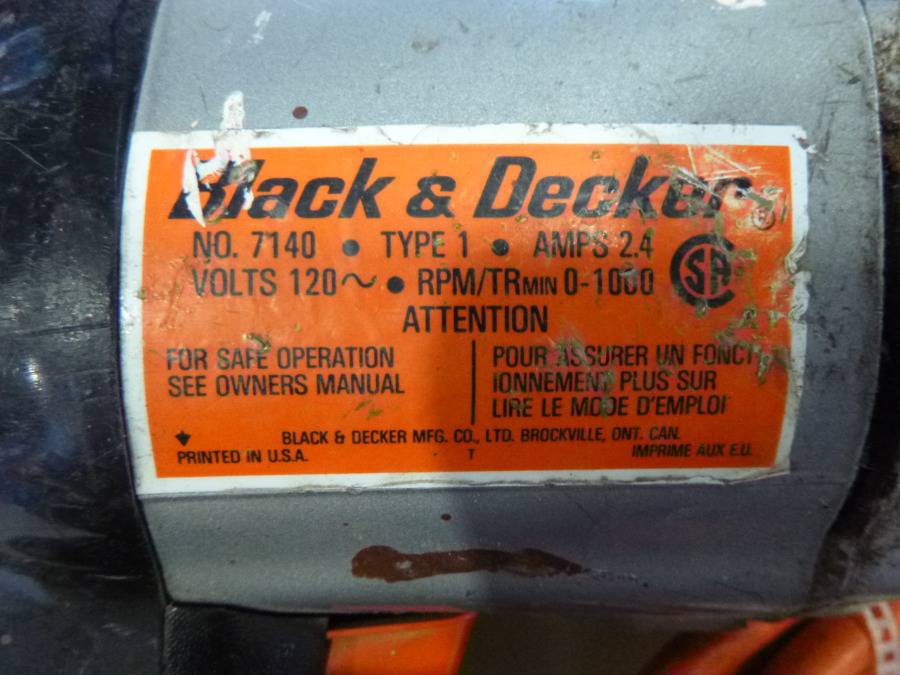 Black & Decker ®
NO. 7140 • TYPE 1 • AMPS 2.4
VOLTS 120~ • RPM/TRMIN 0-1000
SA
ATTENTION
FOR SAFE OPERATION
SEE OWNERS MANUAL
POUR ASSURER UN FONCT-
IONNEMENT PLUS SUR
LIRE LE MODE D'EMPLOI
BLACK & DECKER MFG. CO., LTD. BROCKVILLE, ONT. CAN.
PRINTED IN U.S.A.
T
IMPRIME AUX E.U.